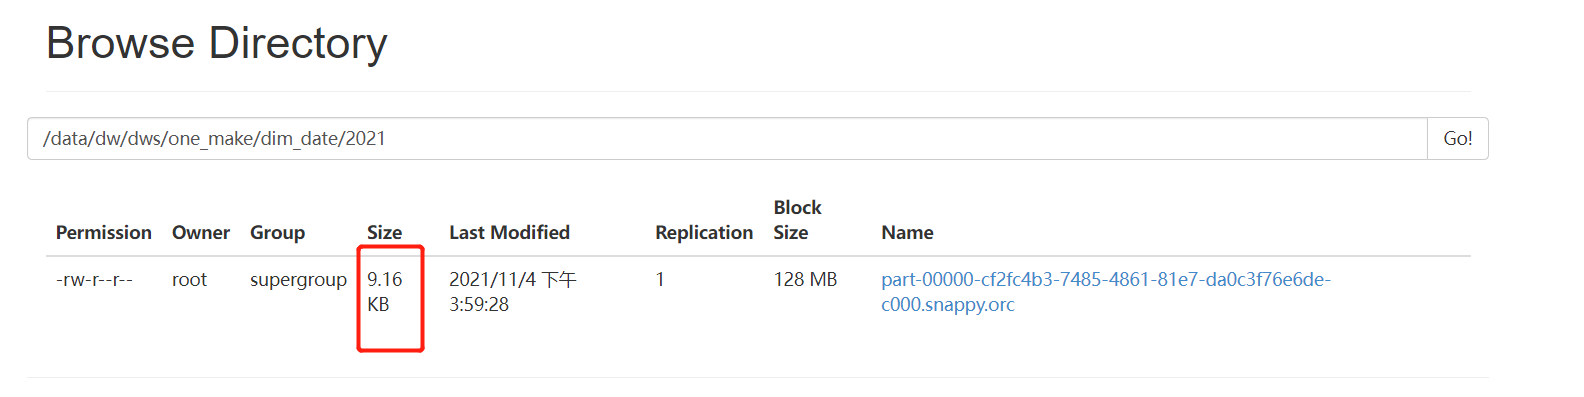 Browse Directory
/data/dw/dws/one_make/dim_date/2021
Go!
Permission Owner Group Size Last Modified Replication Block Size Name
-rw-r--r-- root supergroup 9.16 KB 2021/11/4 下午 3:59:28 1 128 MB part-00000-cf2fc4b3-7485-4861-81e7-da0c3f76e6de-
c000.snappy.orc